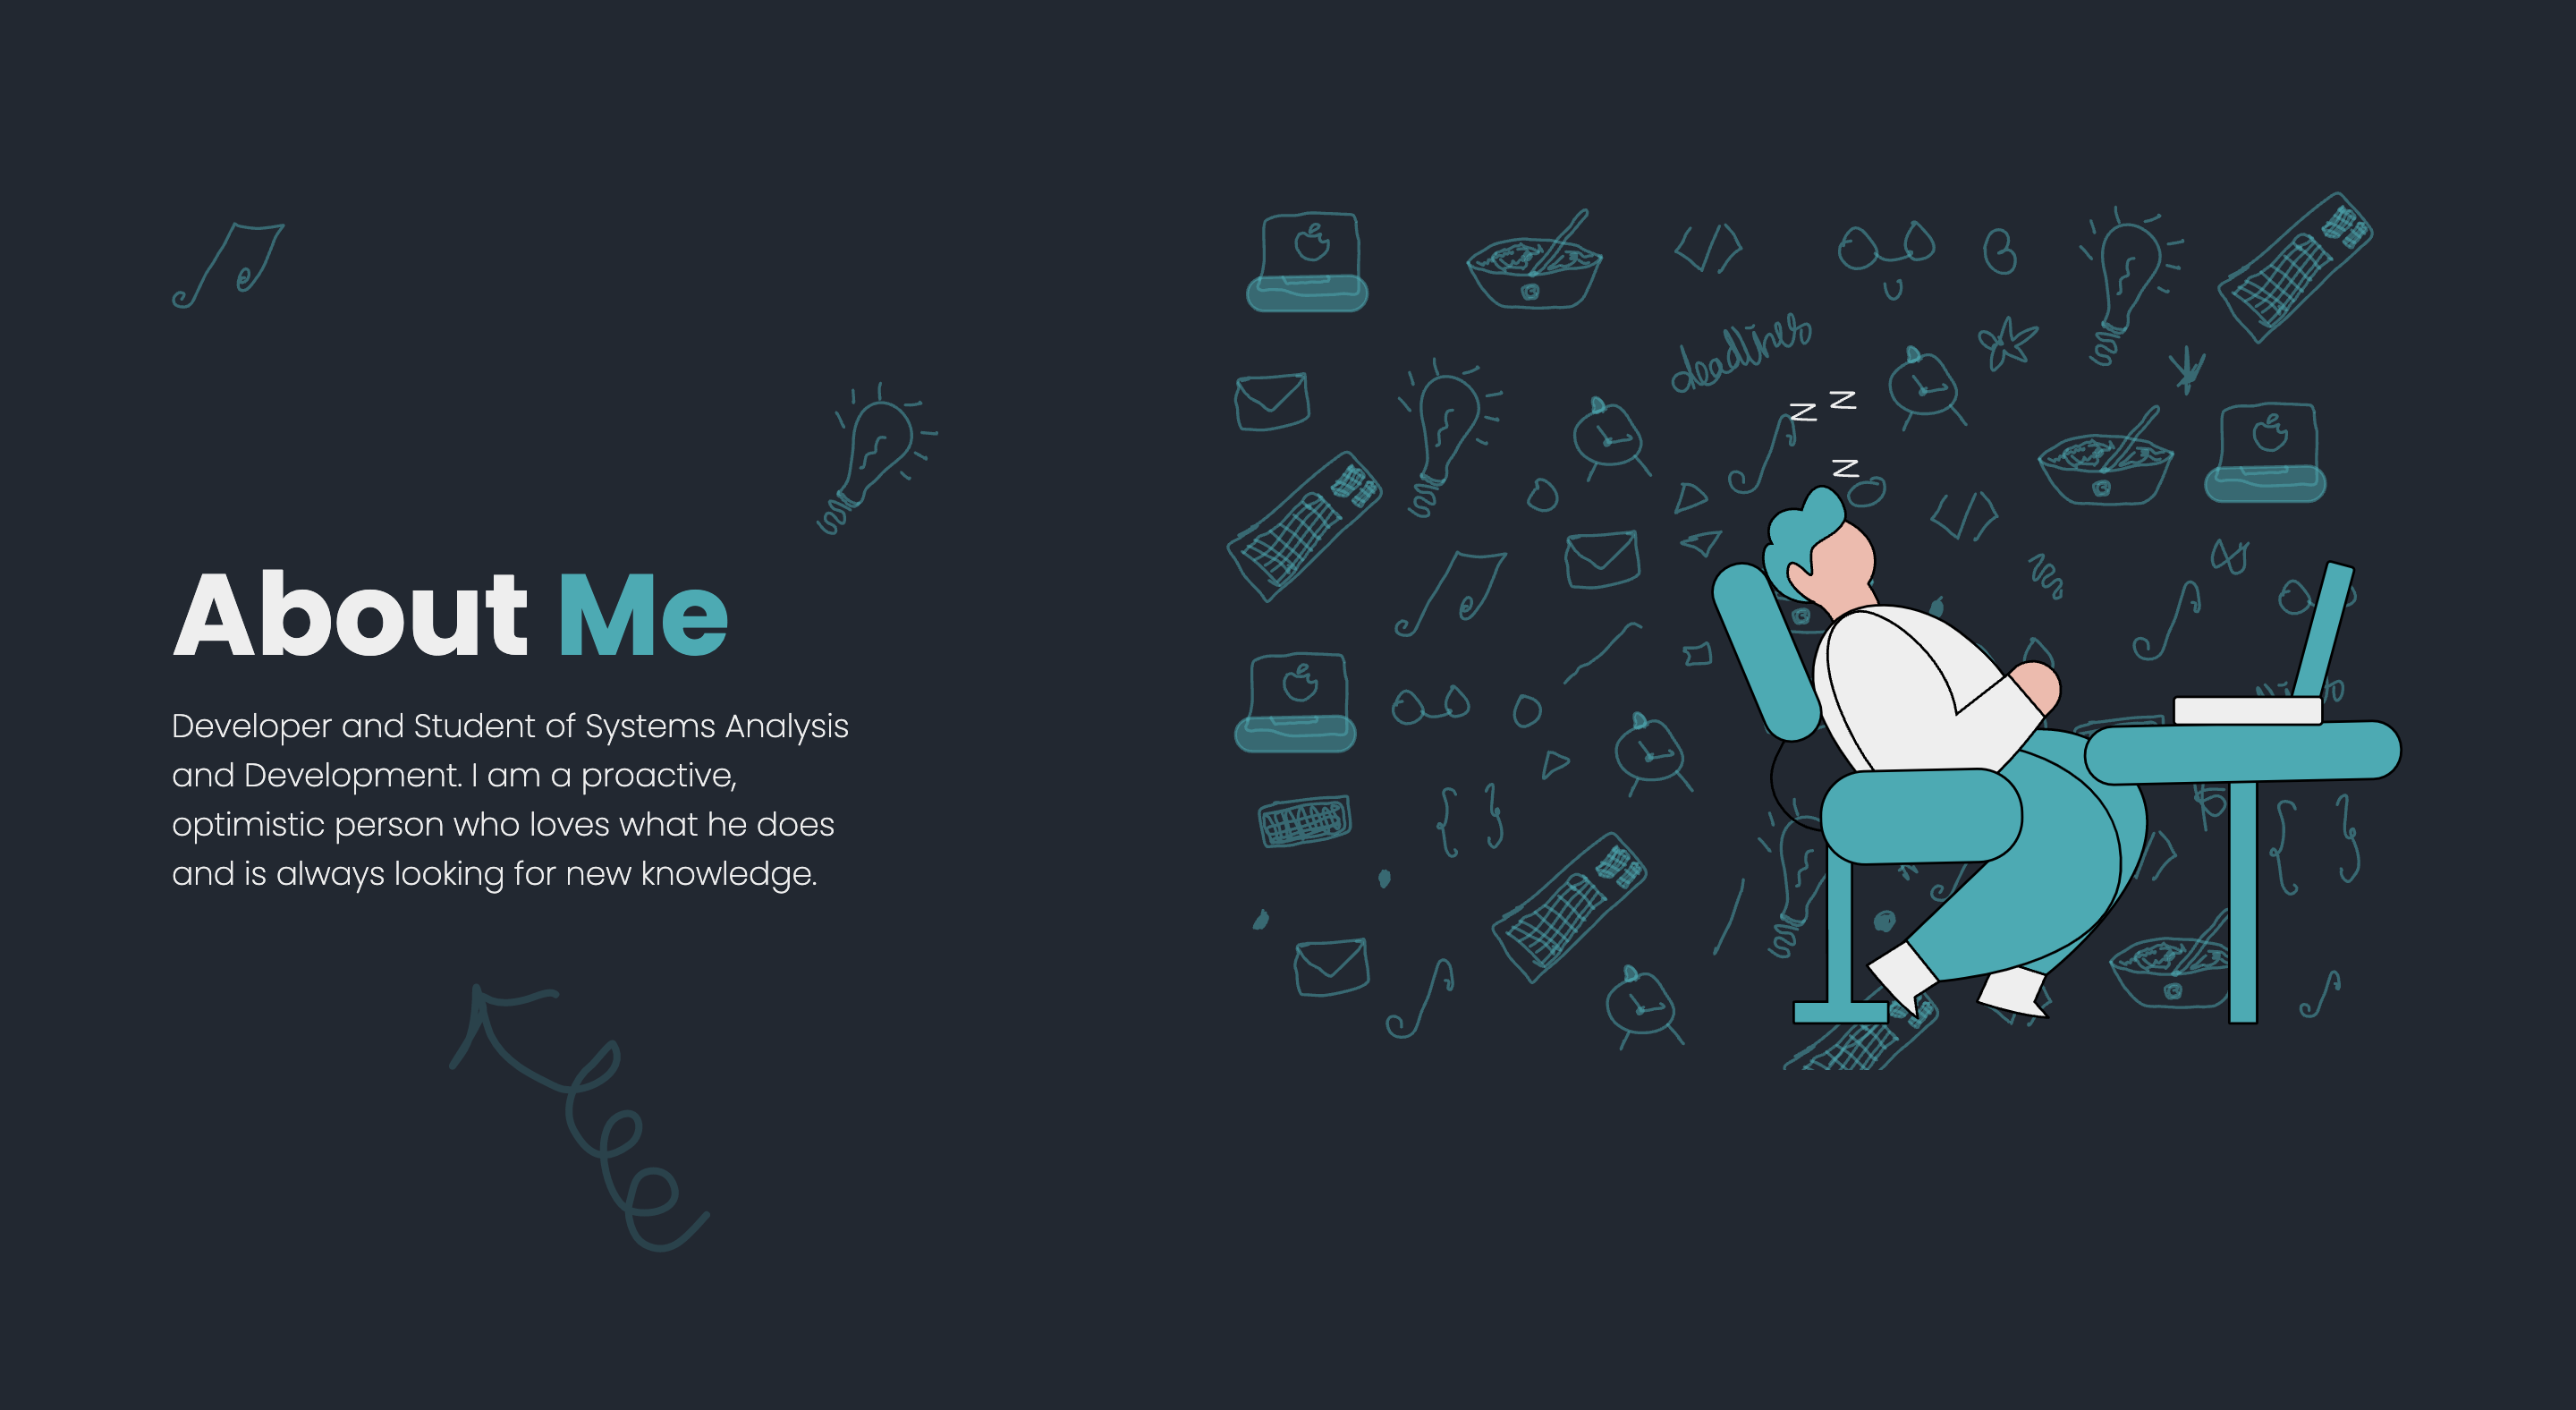 About Me
Developer and Student of Systems Analysis
and Development. I am a proactive,
optimistic person who loves what he does
and is always looking for new knowledge.
deadlines
Z Z
Z